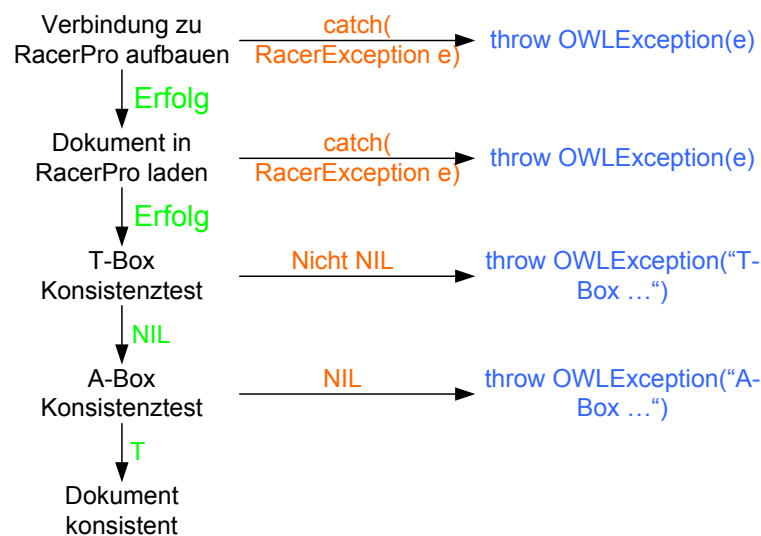 Verbindung zu
RacerPro aufbauen
catch(
RacerException e)
throw OWLException(e)
Erfolg
Dokument in
RacerPro laden
catch(
RacerException e)
throw OWLException(e)
Erfolg
T-Box
Konsistenztest
Nicht NIL
throw OWLException(“T-
Box …“)
NIL
A-Box
Konsistenztest
NIL
throw OWLException(“A-
Box …“)
T
Dokument
konsistent